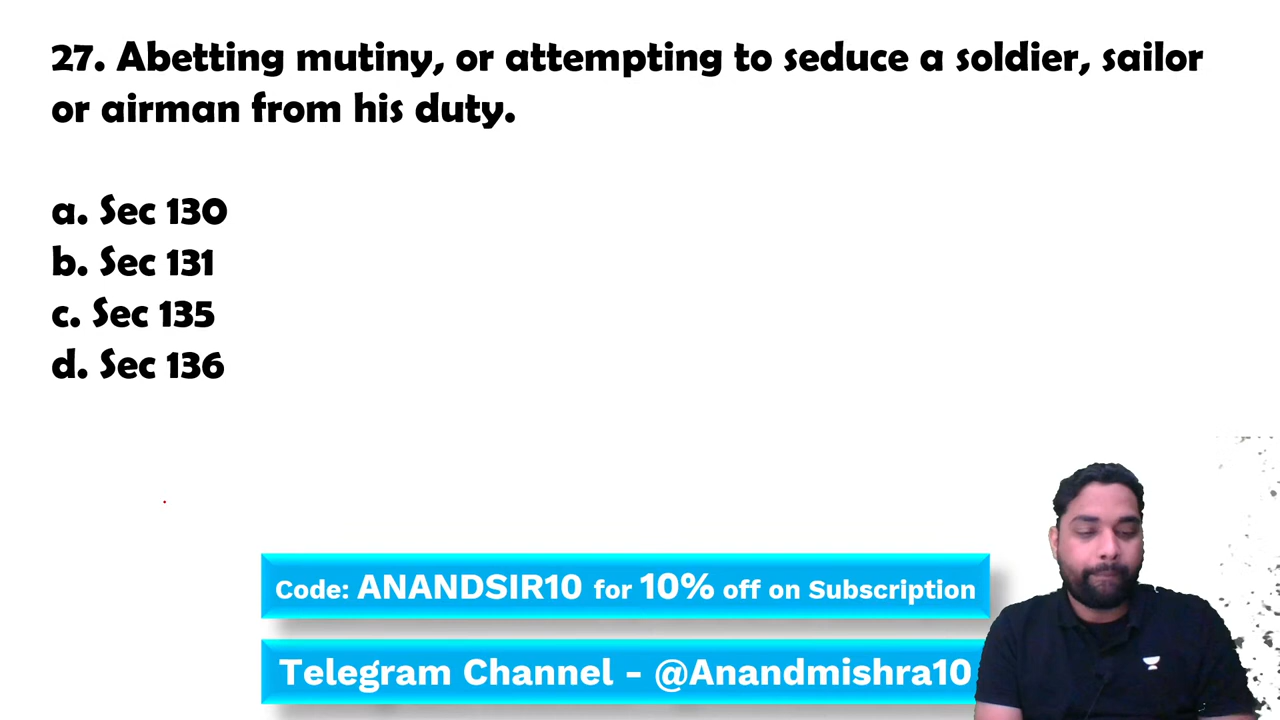 27. Abetting mutiny, or attempting to seduce a soldier, sailor
or airman from his duty.
a. Sec 130
b. Sec 131
c. Sec 135
d. Sec 136
Code: ANANDSIR10 for 10% off on Subscription
Telegram Channel - @Anandmishra10